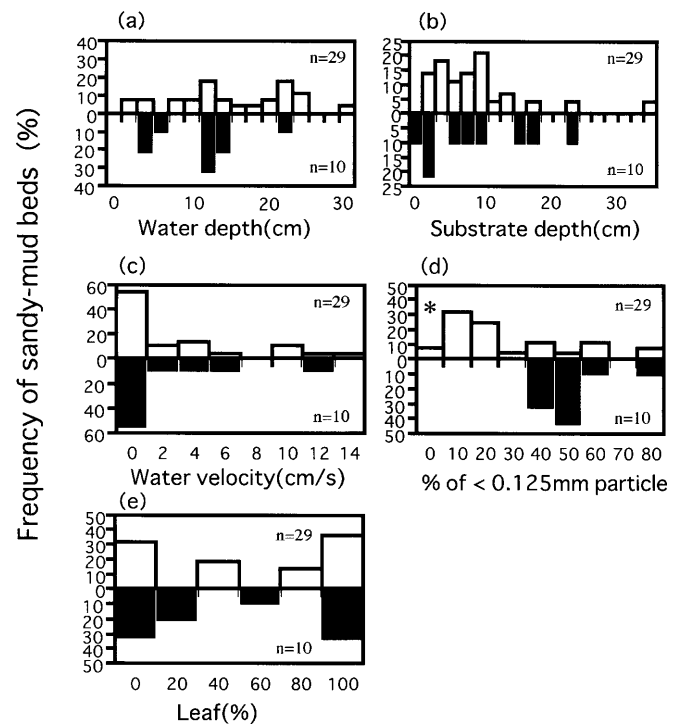 Frequency of sandy-mud beds (%)
(a)
40
30
20
10
0
10
20
30
40
n=29
n=10
0 10 20 30
Water depth(cm)
(b)
25
20
15
10
5
0
5
10
15
20
25
n=29
n=10
0 10 20 30
Substrate depth(cm)
(c)
60
40
20
0
20
40
60
n=29
n=10
0 2 4 6 8 10 12 14
Water velocity(cm/s)
(d)
50
40
30
20
10
0
10
20
30
40
50
*
n=29
n=10
0 10 20 30 40 50 60 70 80
% of < 0.125mm particle
(e)
50
40
30
20
10
0
10
20
30
40
50
n=29
n=10
0 20 40 60 80 100
Leaf(%)